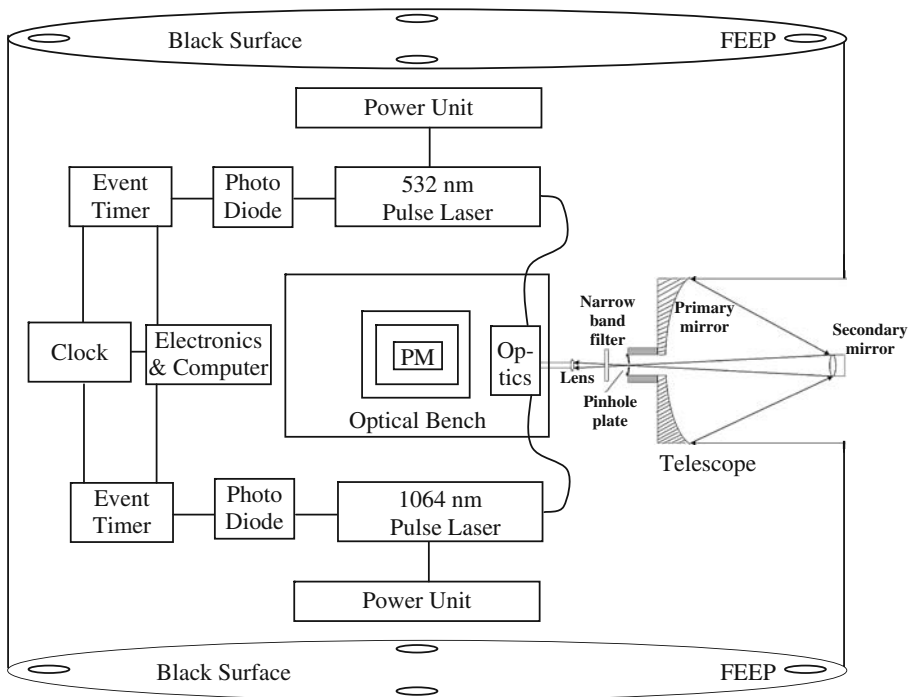 Black Surface
FEEP
Power Unit
Event
Timer
Photo
Diode
532 nm
Pulse Laser
Clock
Electronics
& Computer
PM
Op-
tics
Optical Bench
Narrow
band
filter
Lens
Pinhole
plate
Primary
mirror
Secondary
mirror
Telescope
Event
Timer
Photo
Diode
1064 nm
Pulse Laser
Power Unit
Black Surface
FEEP